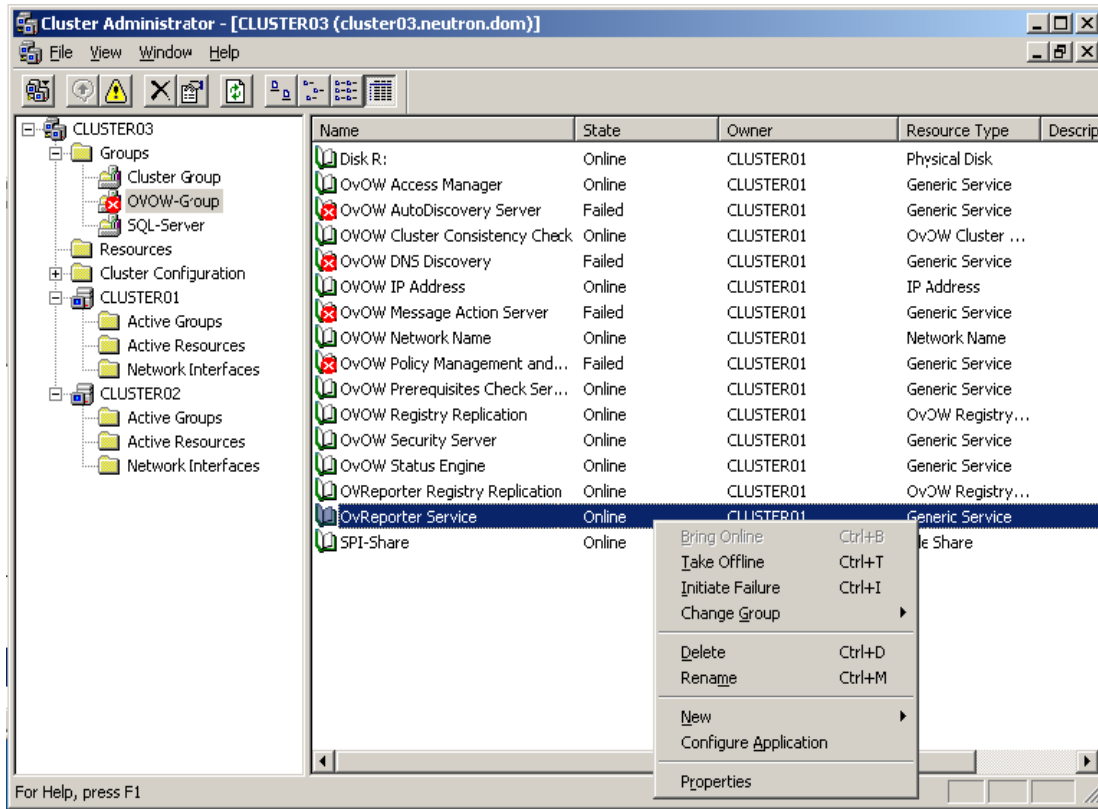 Cluster Administrator - [CLUSTER03 (cluster03.neutron.dom)]
File View Window Help
CLUSTER03
Groups
Cluster Group
OVOW-Group
SQL-Server
Resources
Cluster Configuration
CLUSTER01
Active Groups
Active Resources
Network Interfaces
CLUSTER02
Active Groups
Active Resources
Network Interfaces
Name State Owner Resource Type Descrip
Disk R: Online CLUSTER01 Physical Disk
OvOW Access Manager Online CLUSTER01 Generic Service
OvOW AutoDiscovery Server Failed CLUSTER01 Generic Service
OVOW Cluster Consistency Check Online CLUSTER01 OvOW Cluster ...
OvOW DNS Discovery Failed CLUSTER01 Generic Service
OVOW IP Address Online CLUSTER01 IP Address
OvOW Message Action Server Failed CLUSTER01 Generic Service
OVOW Network Name Online CLUSTER01 Network Name
OvOW Policy Management and... Failed CLUSTER01 Generic Service
OvOW Prerequisites Check Ser... Online CLUSTER01 Generic Service
OVOW Registry Replication Online CLUSTER01 OvOW Registry...
OvOW Security Server Online CLUSTER01 Generic Service
OvOW Status Engine Online CLUSTER01 Generic Service
OVReporter Registry Replication Online CLUSTER01 OvOW Registry...
OvReporter Service Online CLUSTER01 Generic Service
SPI-Share Online Share
Bring Online Ctrl+B
Take Offline Ctrl+T
Initiate Failure Ctrl+I
Change Group
Delete Ctrl+D
Rename Ctrl+M
New
Configure Application
Properties
For Help, press F1